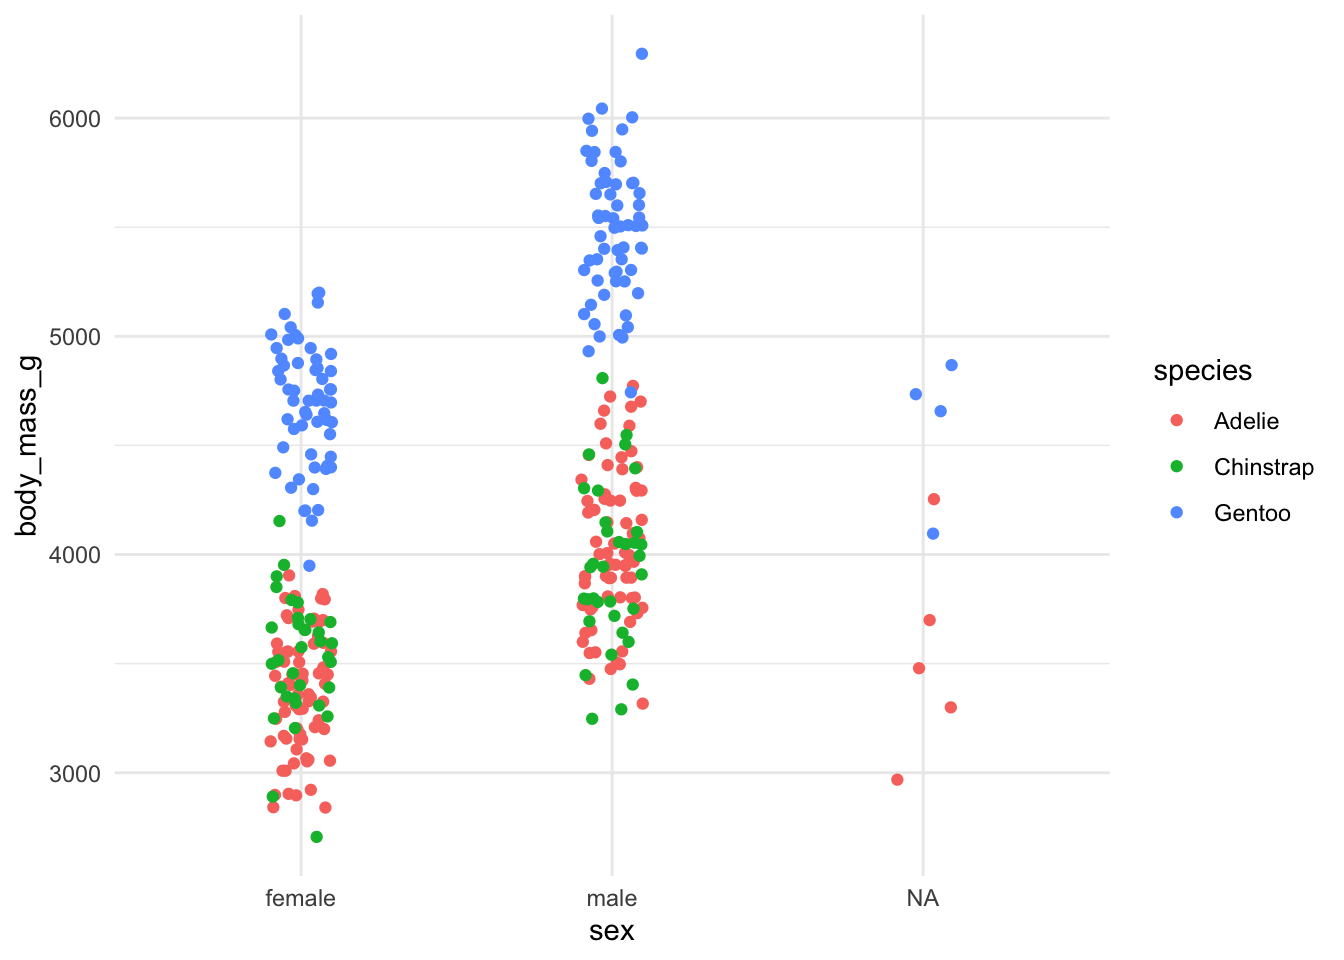 body_mass_g
6000
5000
4000
3000
female
male
NA
sex
species
Adelie
Chinstrap
Gentoo